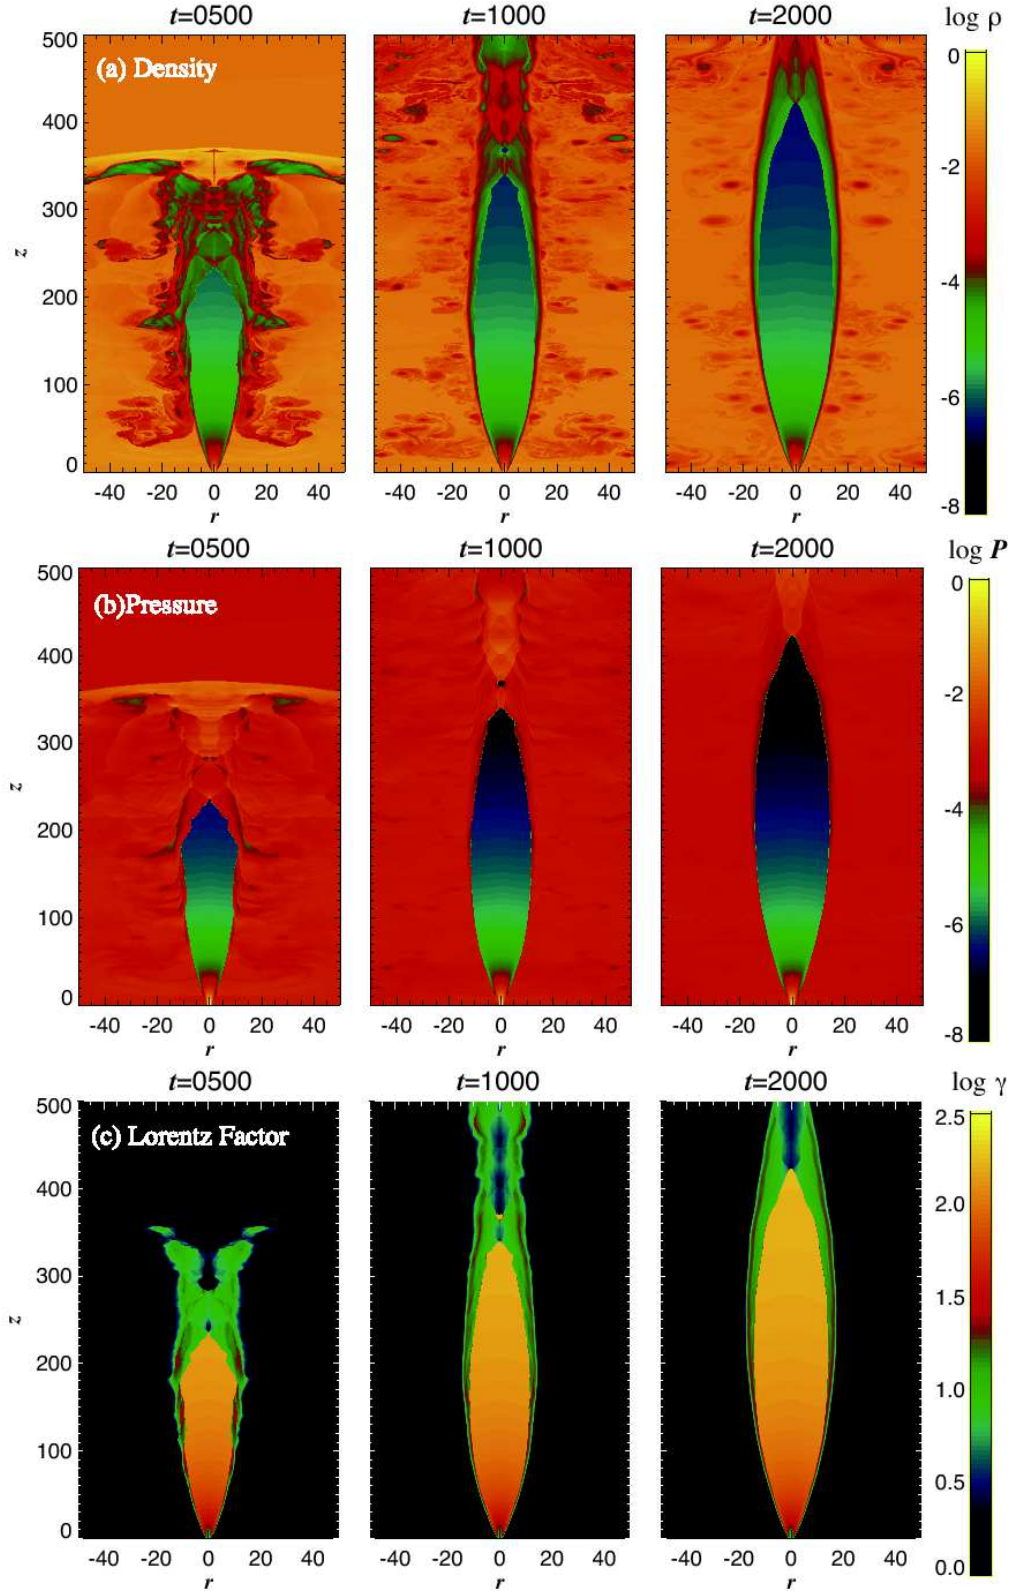 t=0500 t=1000 t=2000 log ρ
500 400 300 200 100 0
z
(a) Density
-40 -20 0 20 40 -40 -20 0 20 40 -40 -20 0 20 40
r r r
0 -2 -4 -6 -8
t=0500 t=1000 t=2000 log P
500 400 300 200 100 0
z
(b)Pressure
-40 -20 0 20 40 -40 -20 0 20 40 -40 -20 0 20 40
r r r
0 -2 -4 -6 -8
t=0500 t=1000 t=2000 log γ
500 400 300 200 100 0
z
(c) Lorentz Factor
-40 -20 0 20 40 -40 -20 0 20 40 -40 -20 0 20 40
r r r
2.5 2.0 1.5 1.0 0.5 0.0